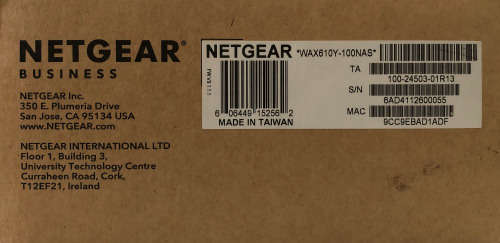 NETGEAR®
BUSINESS
NETGEAR Inc.
350 E. Plumeria Drive
San Jose, CA 95134 USA
www.NETGEAR.com
NETGEAR INTERNATIONAL LTD
Floor 1, Building 3,
University Technology Centre
Curraheen Road, Cork,
T12EF21, Ireland
NETGEAR
*WAX610Y-100NAS*
TA
100-24503-01R13
S/N
6AD4112600055
MAC
9CC9EBAD1ADF
6 06449 15256 2
MADE IN TAIWAN